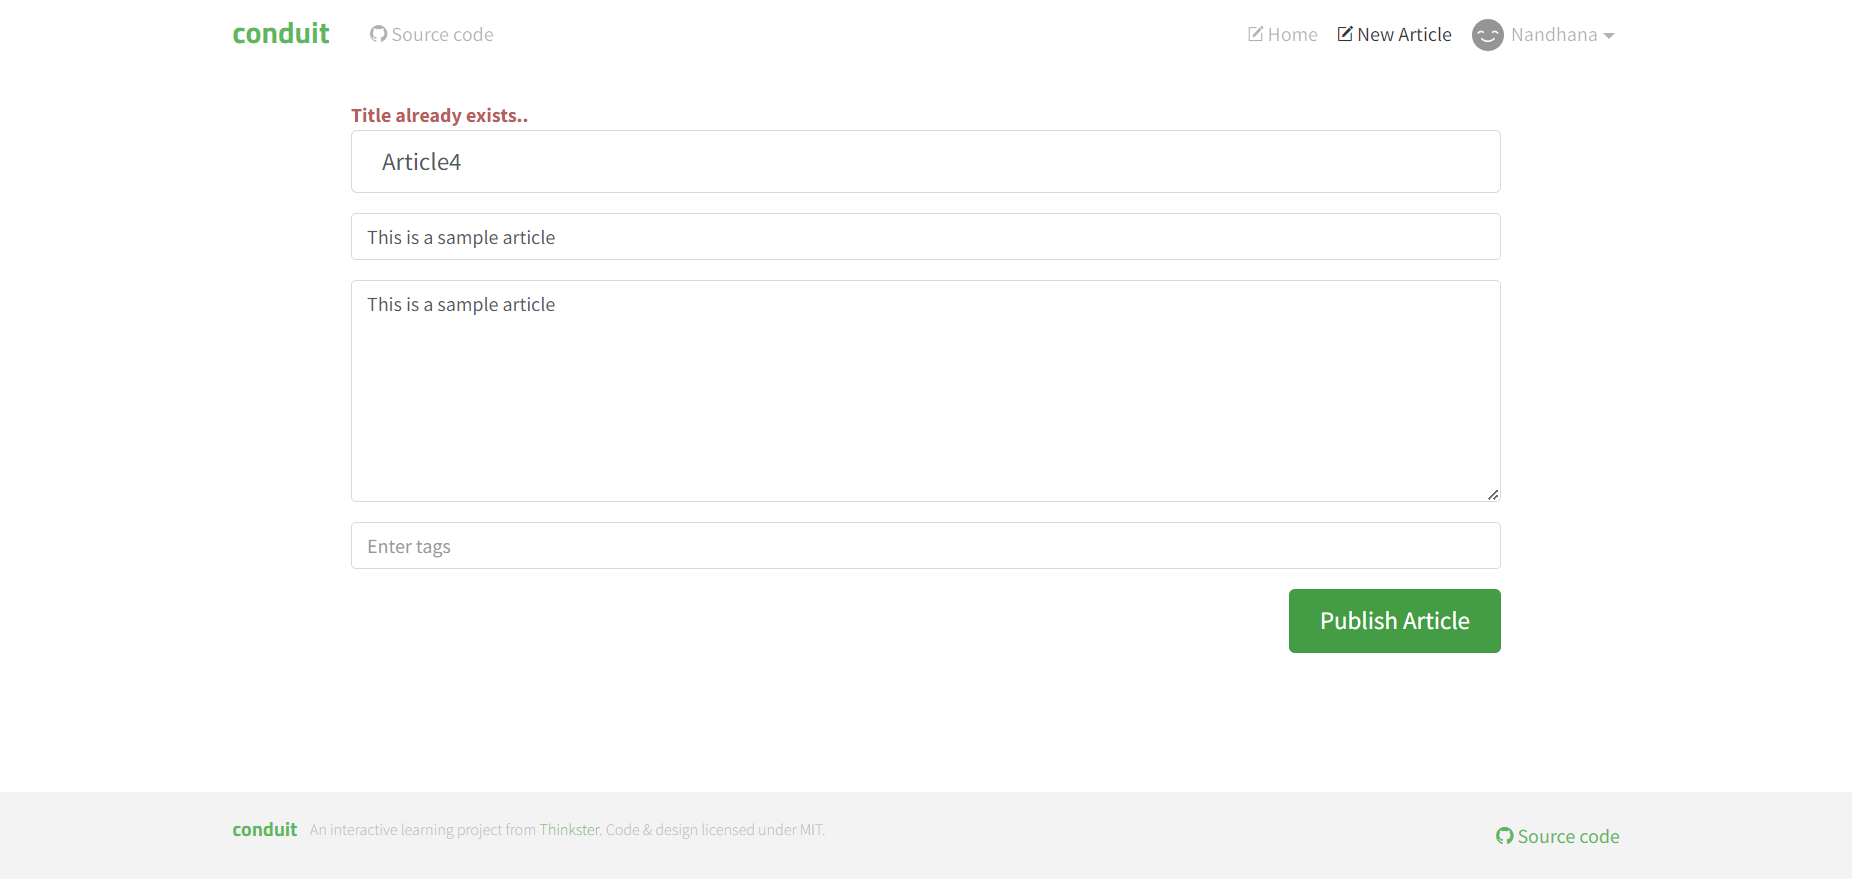 conduit Source code Home New Article Nandhana
Title already exists..
Article4
This is a sample article
This is a sample article
Enter tags
Publish Article
conduit An interactive learning project from Thinkster. Code & design licensed under MIT.
Source code